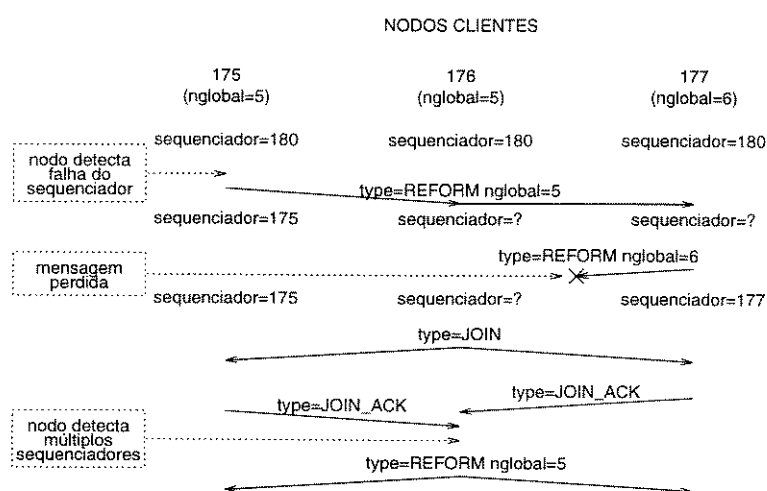 NODOS CLIENTES
175 176 177
(nglobal=5) (nglobal=5) (nglobal=6)
sequenciador=180 sequenciador=180 sequenciador=180
nodo detecta
falha do
sequenciador
type=REFORM nglobal=5
sequenciador=175 sequenciador=? sequenciador=?
type=REFORM nglobal=6
mensagem
perdida
sequenciador=175 sequenciador=? sequenciador=177
type=JOIN
type=JOIN_ACK type=JOIN_ACK
nodo detecta
múltiplos
sequenciadores
type=REFORM nglobal=5